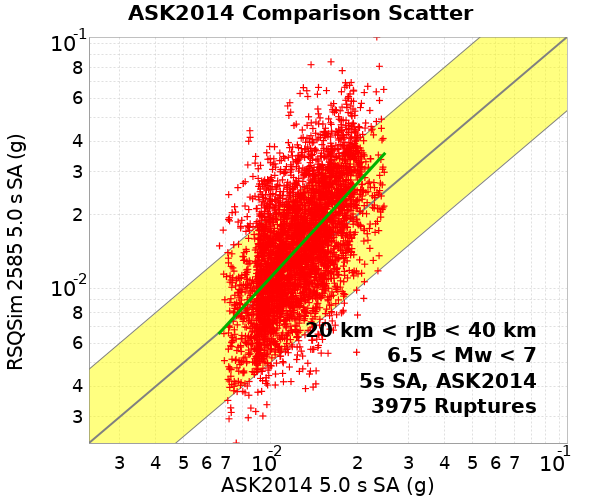 ASK2014 Comparison Scatter
RSQSim 2585 5.0 s SA (g)
10-1
8
6
4
3
2
10-2
8
6
4
3
20 km < rJB < 40 km
6.5 < Mw < 7
5s SA, ASK2014
3975 Ruptures
3 4 5 6 7 10-2 2 3 4 5 6 7 10-1
ASK2014 5.0 s SA (g)